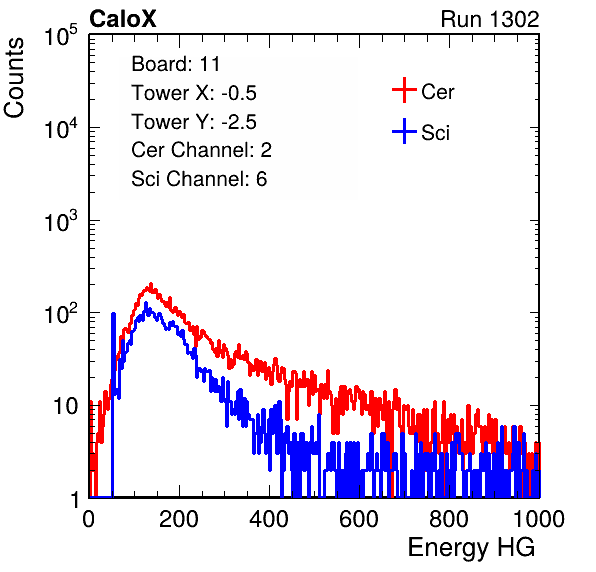 CaloX Run 1302
Counts
10^5
10^4
10^3
10^2
10
1
Board: 11
Tower X: -0.5
Tower Y: -2.5
Cer Channel: 2
Sci Channel: 6
Cer
Sci
0 200 400 600 800 1000
Energy HG